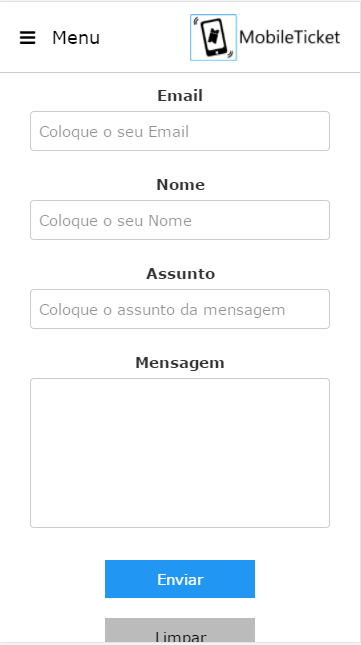 Menu
MobileTicket
Email
Coloque o seu Email
Nome
Coloque o seu Nome
Assunto
Coloque o assunto da mensagem
Mensagem
Enviar
Limpar